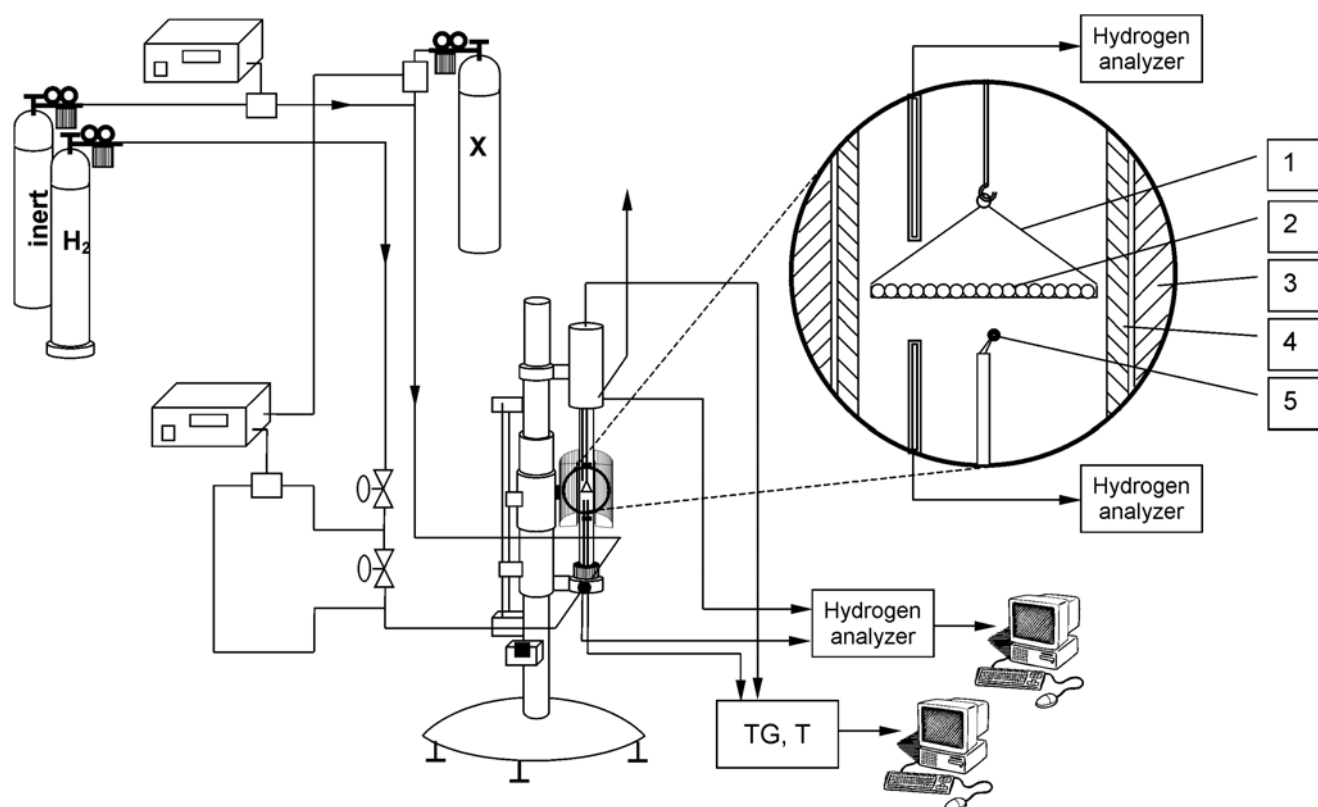 Hydrogen
analyzer
X
inert
H₂
1
2
3
4
5
Hydrogen
analyzer
Hydrogen
analyzer
TG, T